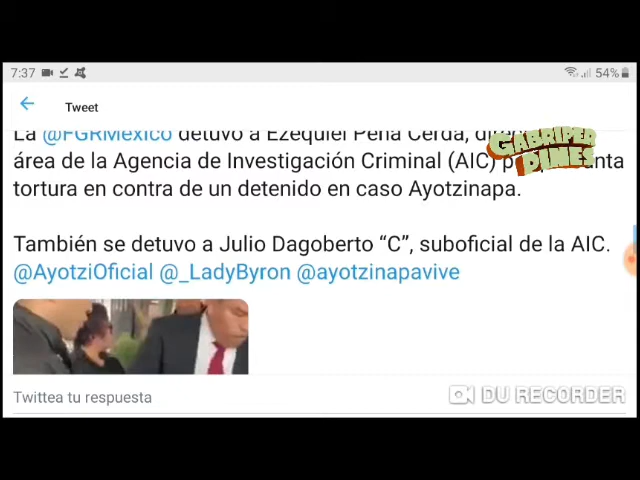 7:37
54%
Tweet
La @FGRMexico detuvo a Ezequiel Peña Cerda,
área de la Agencia de Investigación Criminal (AIC)
tortura en contra de un detenido en caso Ayotzinapa.
También se detuvo a Julio Dagoberto “C”, suboficial de la AIC.
@AyotziOficial @_LadyByron @ayotzinapavive
Twittea tu respuesta
GABRIPER
DIMES
DU RECORDER